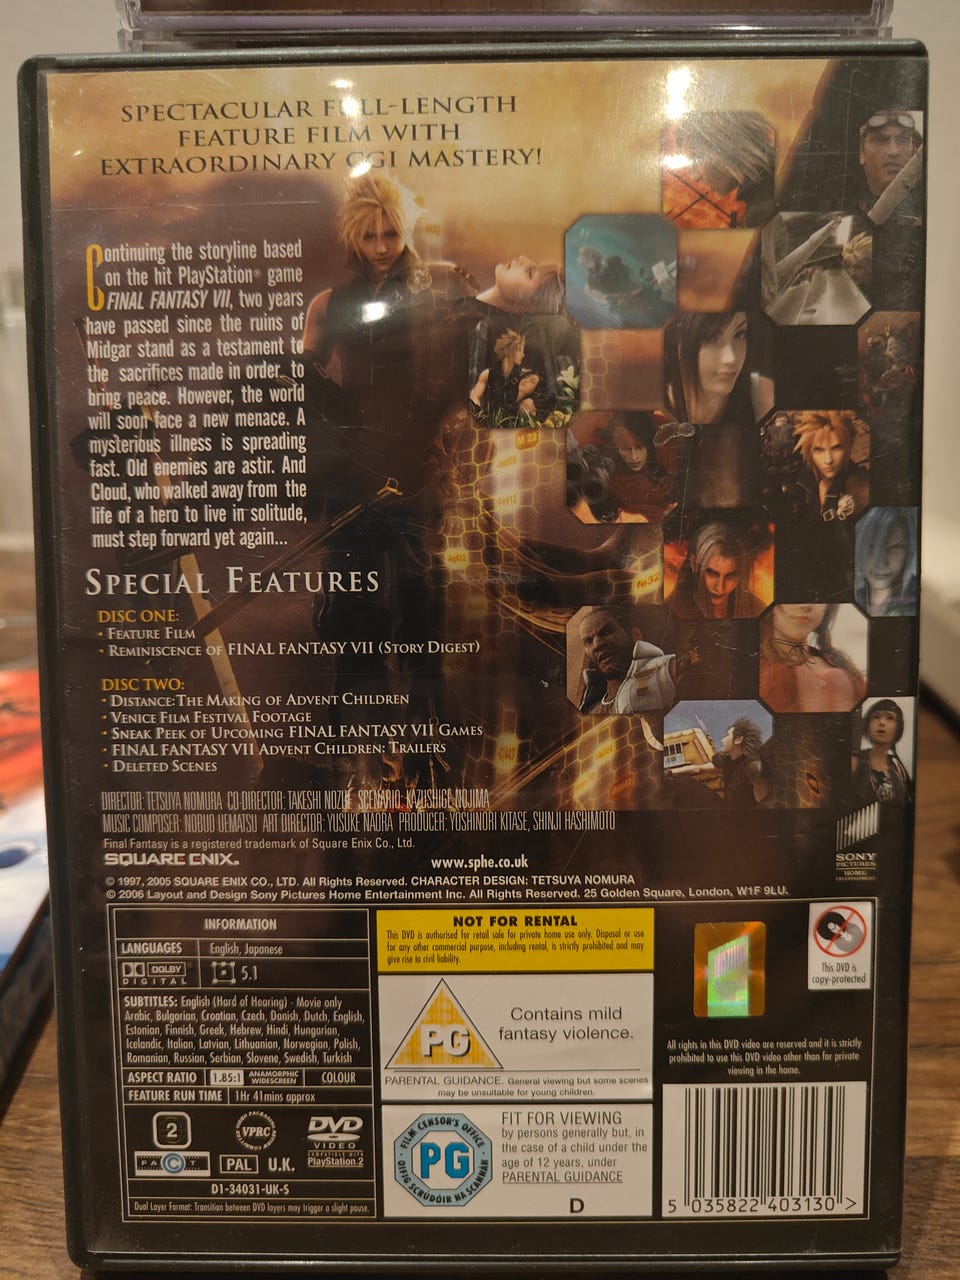 SPECTACULAR FULL-LENGTH
FEATURE FILM WITH
EXTRAORDINARY CGI MASTERY!
Continuing the storyline based
on the hit PlayStation® game
FINAL FANTASY VII, two years
have passed since the ruins of
Midgar stand as a testament to
the sacrifices made in order to
bring peace. However, the world
will soon face a new menace. A
mysterious illness is spreading
fast. Old enemies are astir. And
Cloud, who walked away from the
life of a hero to live in solitude,
must step forward yet again...
M 22
fe32
SPECIAL FEATURES
DISC ONE:
• FEATURE FILM
• REMINISCENCE OF FINAL FANTASY VII (STORY DIGEST)
DISC TWO:
• DISTANCE: THE MAKING OF ADVENT CHILDREN
• VENICE FILM FESTIVAL FOOTAGE
• SNEAK PEEK OF UPCOMING FINAL FANTASY VII GAMES
• FINAL FANTASY VII ADVENT CHILDREN: TRAILERS
• DELETED SCENES
DIRECTOR: TETSUYA NOMURA CO-DIRECTOR: TAKESHI NOZUE SCENARIO: KAZUSHIGE NOJIMA
MUSIC COMPOSER: NOBUO UEMATSU ART DIRECTOR: YUSUKE NAORA PRODUCER: YOSHINORI KITASE, SHINJI HASHIMOTO
Final Fantasy is a registered trademark of Square Enix Co., Ltd.
SQUARE ENIX.
www.sphe.co.uk
SONY
PICTURES
HOME
ENTERTAINMENT
© 1997, 2005 SQUARE ENIX CO., LTD. All Rights Reserved. CHARACTER DESIGN: TETSUYA NOMURA
© 2006 Layout and Design Sony Pictures Home Entertainment Inc. All Rights Reserved. 25 Golden Square, London, W1F 9LU.
INFORMATION
LANGUAGES English, Japanese
DOLBY
DIGITAL
5.1
SUBTITLES: English (Hard of Hearing) - Movie only
Arabic, Bulgarian, Croatian, Czech, Danish, Dutch, English,
Estonian, Finnish, Greek, Hebrew, Hindi, Hungarian,
Icelandic, Italian, Latvian, Lithuanian, Norwegian, Polish,
Romanian, Russian, Serbian, Slovene, Swedish, Turkish
ASPECT RATIO 1.85:1 ANAMORPHIC WIDESCREEN COLOUR
FEATURE RUN TIME 1Hr 41mins approx
2
VPRC
DVD
VIDEO
COMPATIBLE WITH
PlayStation 2
FACT
PAL U.K.
D1-34031-UK-S
Dual Layer Format: Transition between DVD layers may trigger a slight pause.
NOT FOR RENTAL
This DVD is authorised for retail sale for private home use only. Disposal or use
for any other commercial purpose, including rental, is strictly prohibited and may
give rise to civil liability.
PG
Contains mild
fantasy violence.
PARENTAL GUIDANCE. General viewing but some scenes
may be unsuitable for young children.
FILM CENSOR'S OFFICE
PG
OIFIG SCRÚDÓIR NA SCANNÁN
FIT FOR VIEWING
by persons generally but, in
the case of a child under the
age of 12 years, under
PARENTAL GUIDANCE
D
This DVD is
copy-protected
All rights in this DVD video are reserved and it is strictly
prohibited to use this DVD video other than for private
viewing in the home.
5 035822 403130 >